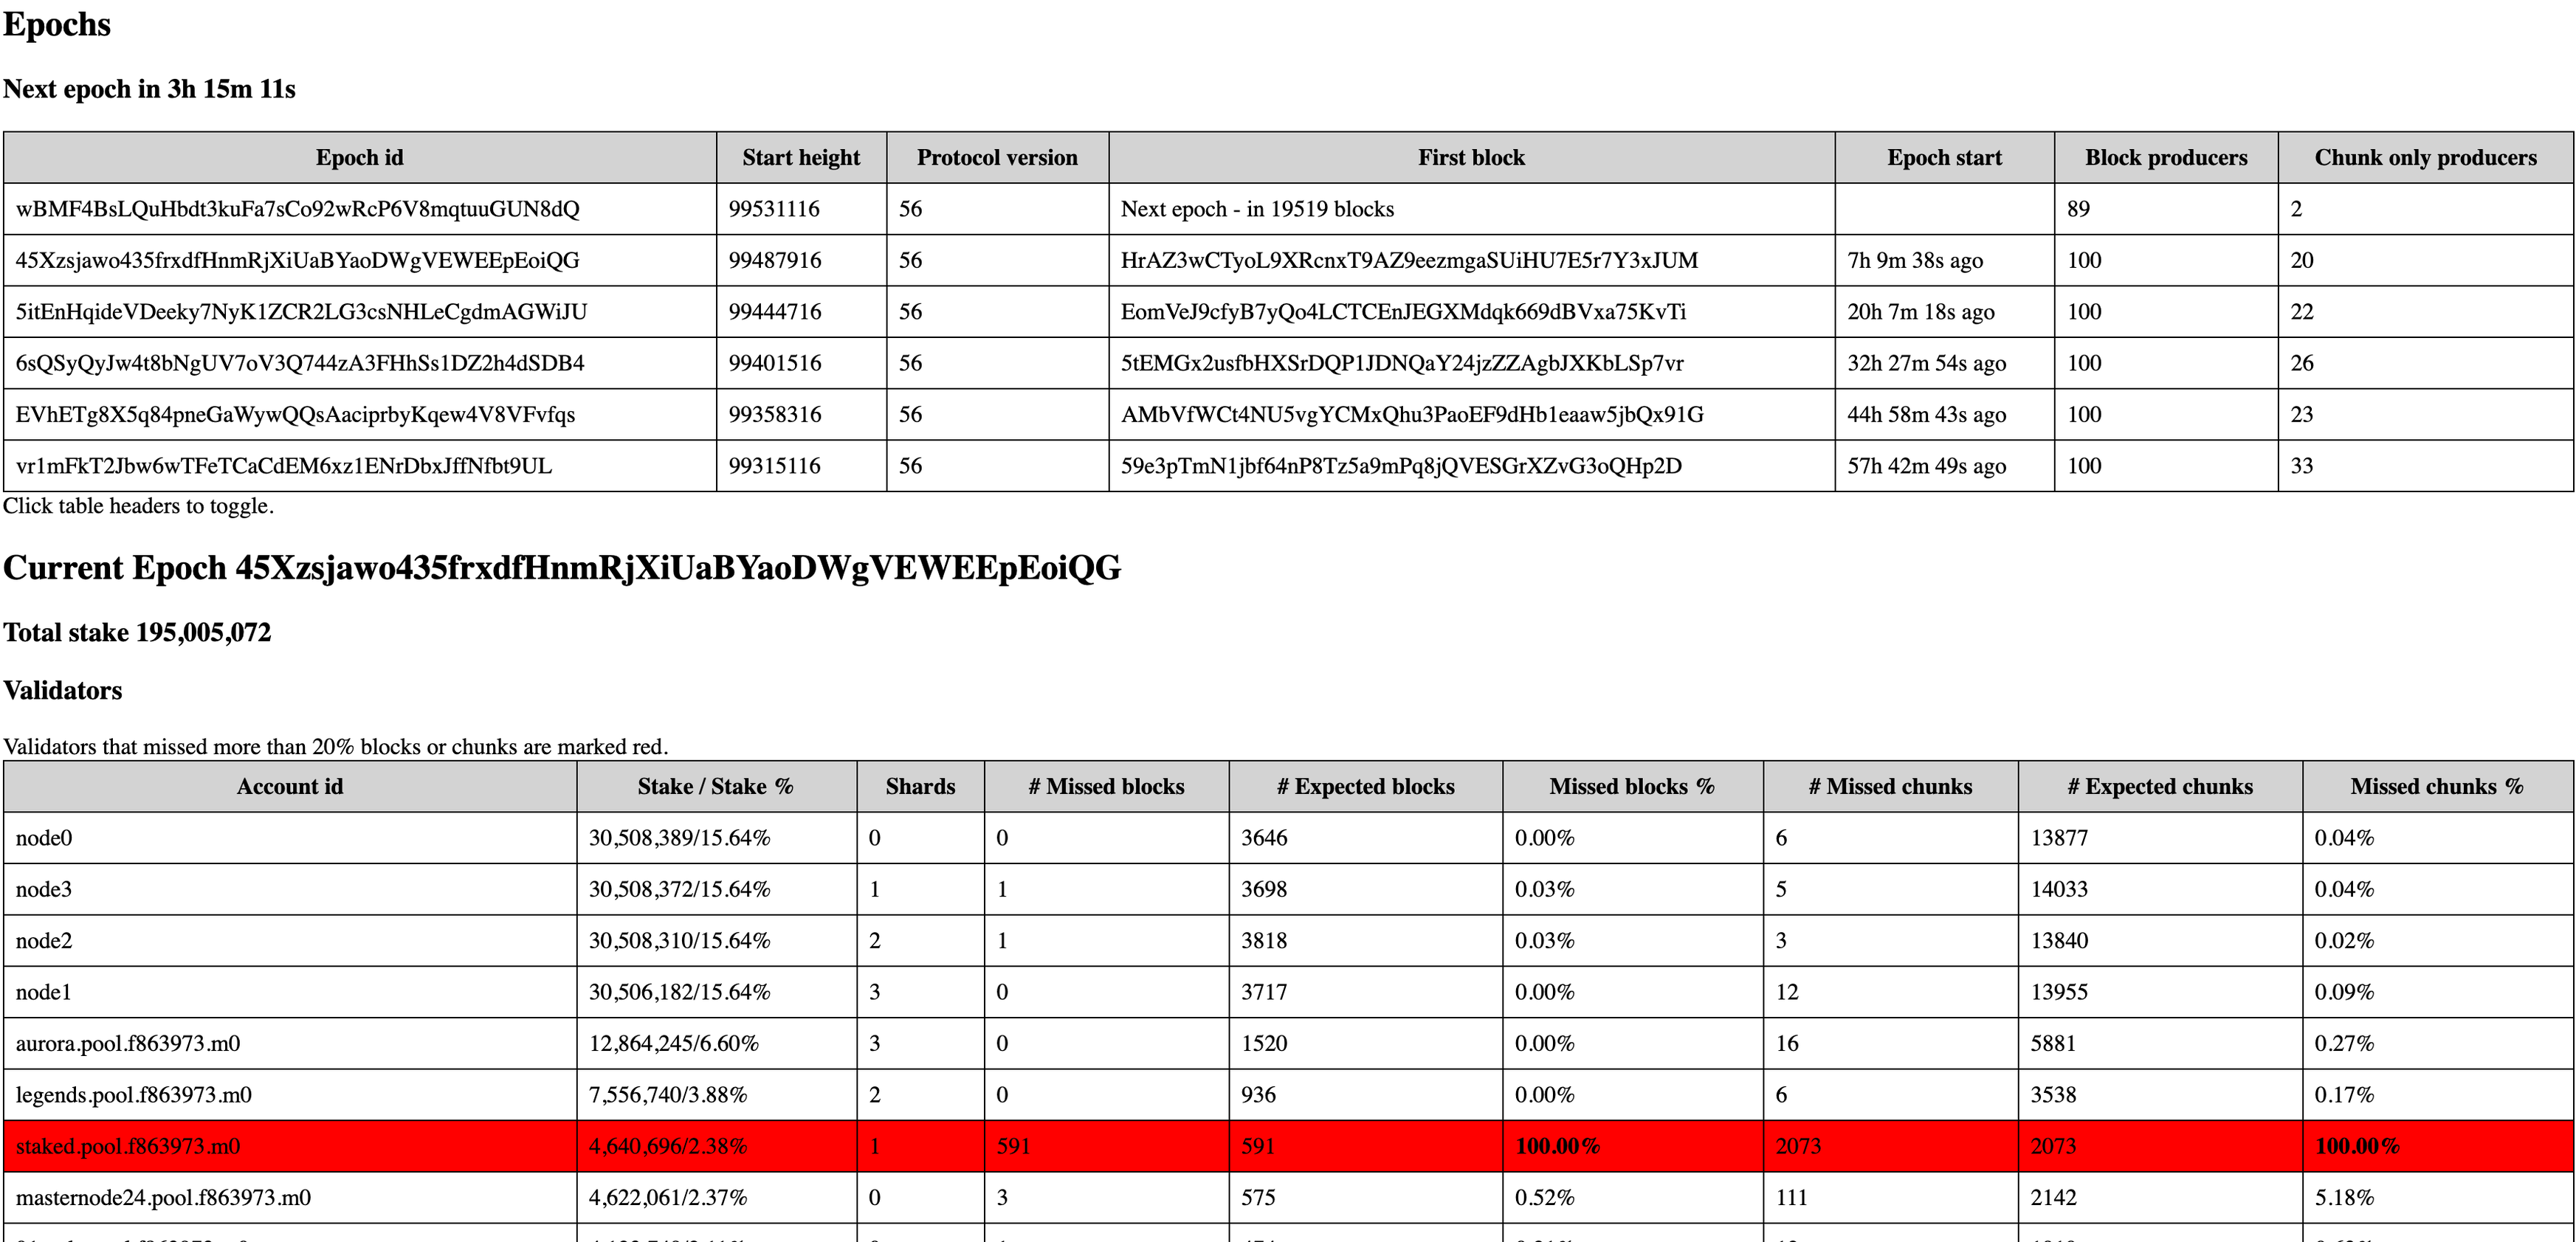 Epochs
Next epoch in 3h 15m 11s
Epoch id Start height Protocol version First block Epoch start Block producers Chunk only producers
wBMF4BsLQuHbdt3kuFa7sCo92wRcP6V8mqtuuGUN8dQ 99531116 56 Next epoch - in 19519 blocks 89 2
45Xzsjawo435frxdfHnmRjXiUaBYaoDWgVEWEEpEoiQG 99487916 56 HrAZ3wCTyoL9XRcnxT9AZ9eezmgaSUiHU7E5r7Y3xJUM 7h 9m 38s ago 100 20
5itEnHqideVDeeky7NyK1ZCR2LG3csNHLeCgdmAGWiJU 99444716 56 EomVeJ9cfyB7yQo4LCTCEnJEGXMdqk669dBVxa75KvTi 20h 7m 18s ago 100 22
6sQSyQyJw4t8bNgUV7oV3Q744zA3FHhSs1DZ2h4dSDB4 99401516 56 5tEMGx2usfbHXSrDQP1JDNQaY24jzZZAgbJXKbLSp7vr 32h 27m 54s ago 100 26
EVhETg8X5q84pneGaWywQQsAaciprbyKqew4V8VFvfqs 99358316 56 AMbVfWCt4NU5vgYCMxQhu3PaoEF9dHb1eaaw5jbQx91G 44h 58m 43s ago 100 23
vr1mFkT2Jbw6wTFeTCaCdEM6xz1ENrDbxJffNfbt9UL 99315116 56 59e3pTmN1jbf64nP8Tz5a9mPq8jQVESGrXZvG3oQHp2D 57h 42m 49s ago 100 33
Click table headers to toggle.
Current Epoch 45Xzsjawo435frxdfHnmRjXiUaBYaoDWgVEWEEpEoiQG
Total stake 195,005,072
Validators
Validators that missed more than 20% blocks or chunks are marked red.
Account id Stake / Stake % Shards # Missed blocks # Expected blocks Missed blocks % # Missed chunks # Expected chunks Missed chunks %
node0 30,508,389/15.64% 0 0 3646 0.00% 6 13877 0.04%
node3 30,508,372/15.64% 1 1 3698 0.03% 5 14033 0.04%
node2 30,508,310/15.64% 2 1 3818 0.03% 3 13840 0.02%
node1 30,506,182/15.64% 3 0 3717 0.00% 12 13955 0.09%
aurora.pool.f863973.m0 12,864,245/6.60% 3 0 1520 0.00% 16 5881 0.27%
legends.pool.f863973.m0 7,556,740/3.88% 2 0 936 0.00% 6 3538 0.17%
staked.pool.f863973.m0 4,640,696/2.38% 1 591 591 100.00% 2073 2073 100.00%
masternode24.pool.f863973.m0 4,622,061/2.37% 0 3 575 0.52% 111 2142 5.18%